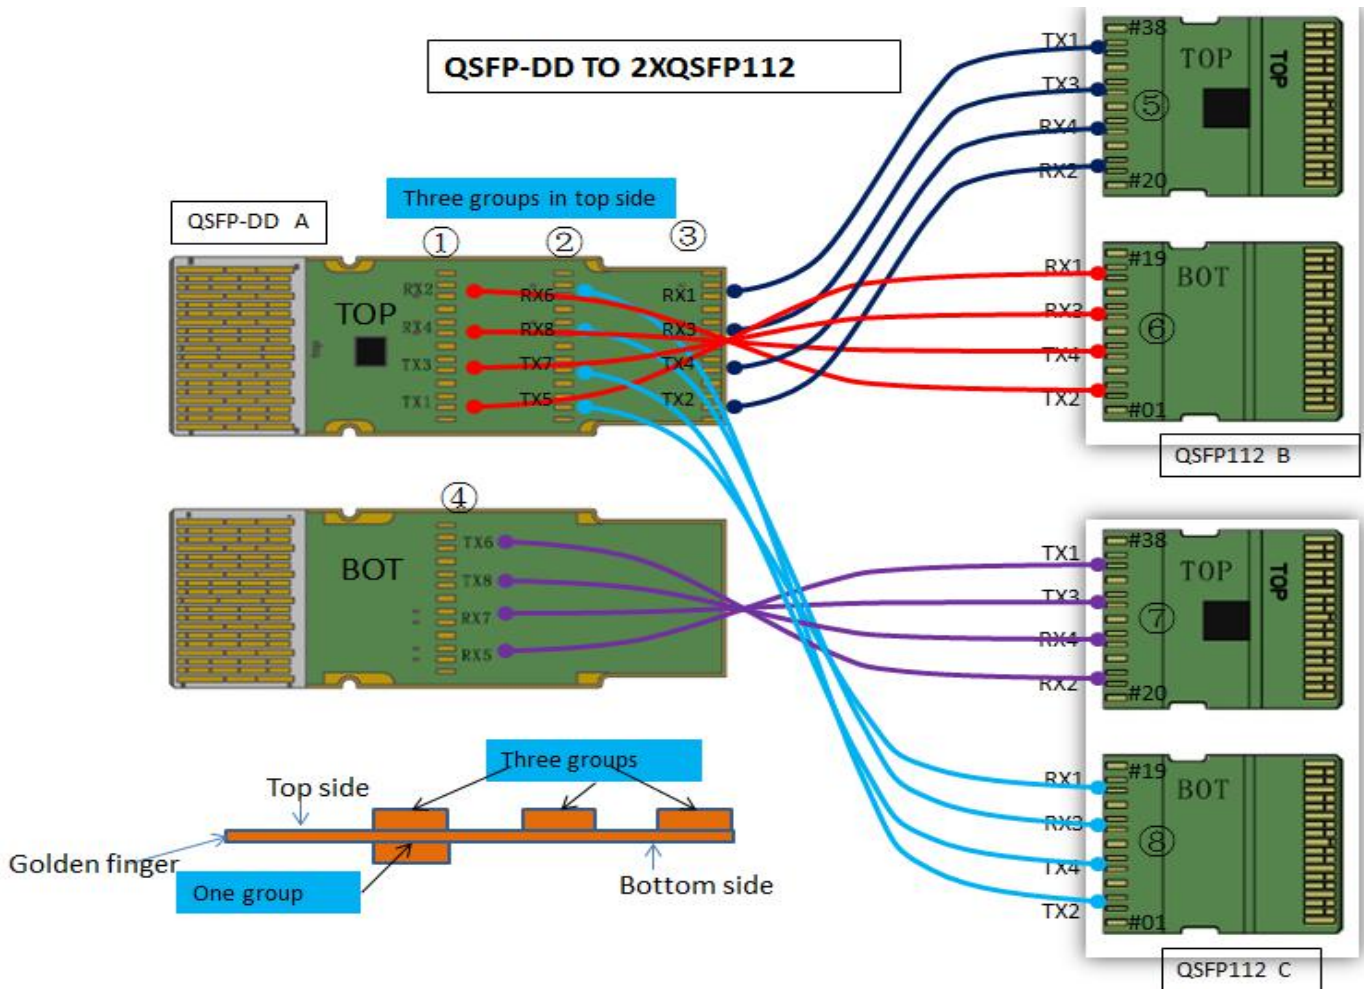 QSFP-DD TO 2XQSFP112
Three groups in top side
QSFP-DD A
① ② ③
TOP
RX2
RX4
TX3
TX1
RX6
RX8
TX7
TX5
RX1
RX3
TX4
TX2
④
BOT
TX6
TX8
RX7
RX5
TX1
TX3
RX4
RX2
#38
TOP
TOP
⑤
#20
RX1
RX3
TX4
TX2
#19
BOT
⑥
#01
QSFP112 B
TX1
TX3
RX4
RX2
#38
TOP
TOP
⑦
#20
RX1
RX3
TX4
TX2
#19
BOT
⑧
#01
QSFP112 C
Three groups
Top side
Golden finger
One group
Bottom side